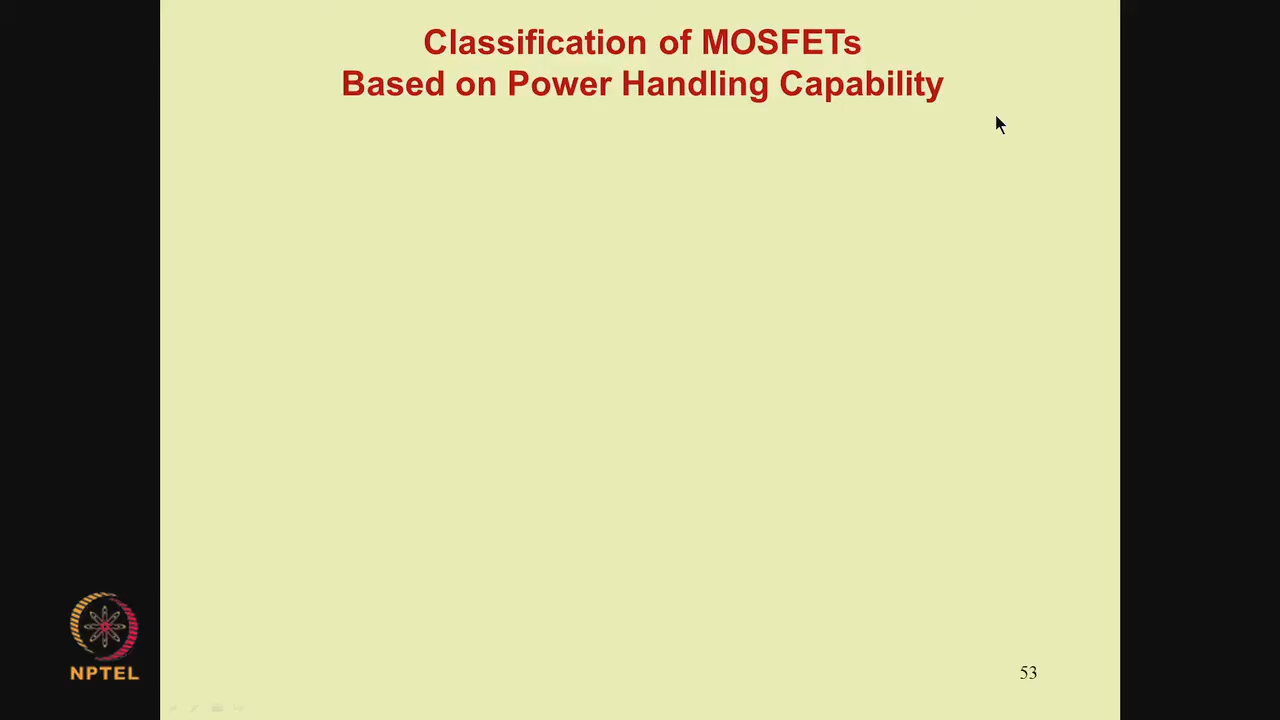 Classification of MOSFETs
Based on Power Handling Capability
NPTEL
53